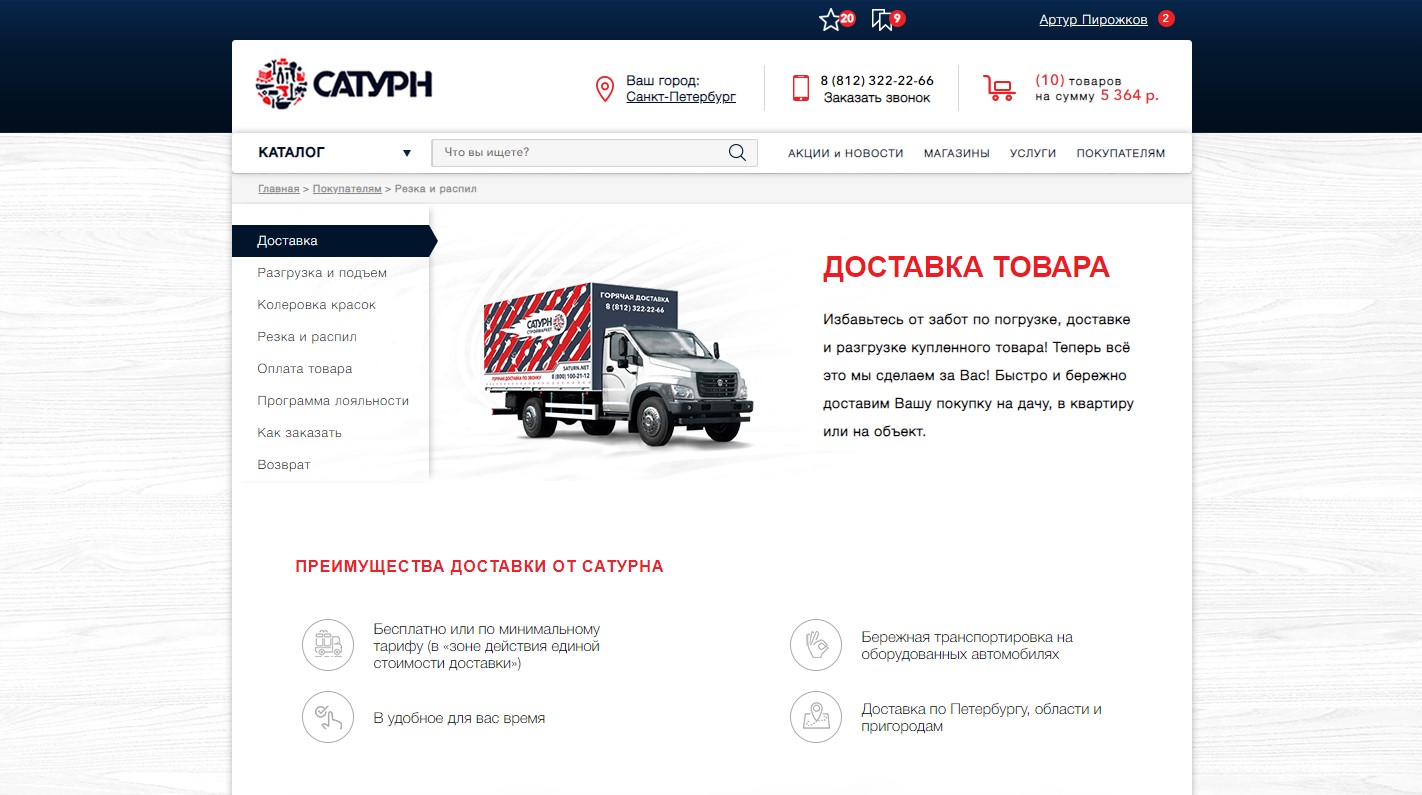 20
9
Артур Пирожков 2
САТУРН
Ваш город:
Санкт-Петербург
8 (812) 322-22-66
Заказать звонок
(10) товаров
на сумму 5 364 р.
КАТАЛОГ
Что вы ищете?
АКЦИИ и НОВОСТИ
МАГАЗИНЫ
УСЛУГИ
ПОКУПАТЕЛЯМ
Главная > Покупателям > Резка и распил
Доставка
Разгрузка и подъем
Колеровка красок
Резка и распил
Оплата товара
Программа лояльности
Как заказать
Возврат
ГОРЯЧАЯ ДОСТАВКА
8 (812) 322-22-66
САТУРН
СТРОЙМАРКЕТ
SATURN.NET
ГОРЯЧАЯ ДОСТАВКА ПО ЗВОНКУ
8 (800) 100-21-12
ДОСТАВКА ТОВАРА
Избавьтесь от забот по погрузке, доставке
и разгрузке купленного товара! Теперь всё
это мы сделаем за Вас! Быстро и бережно
доставим Вашу покупку на дачу, в квартиру
или на объект.
ПРЕИМУЩЕСТВА ДОСТАВКИ ОТ САТУРНА
Бесплатно или по минимальному
тарифу (в «зоне действия единой
стоимости доставки»)
Бережная транспортировка на
оборудованных автомобилях
В удобное для вас время
Доставка по Петербургу, области и
пригородам